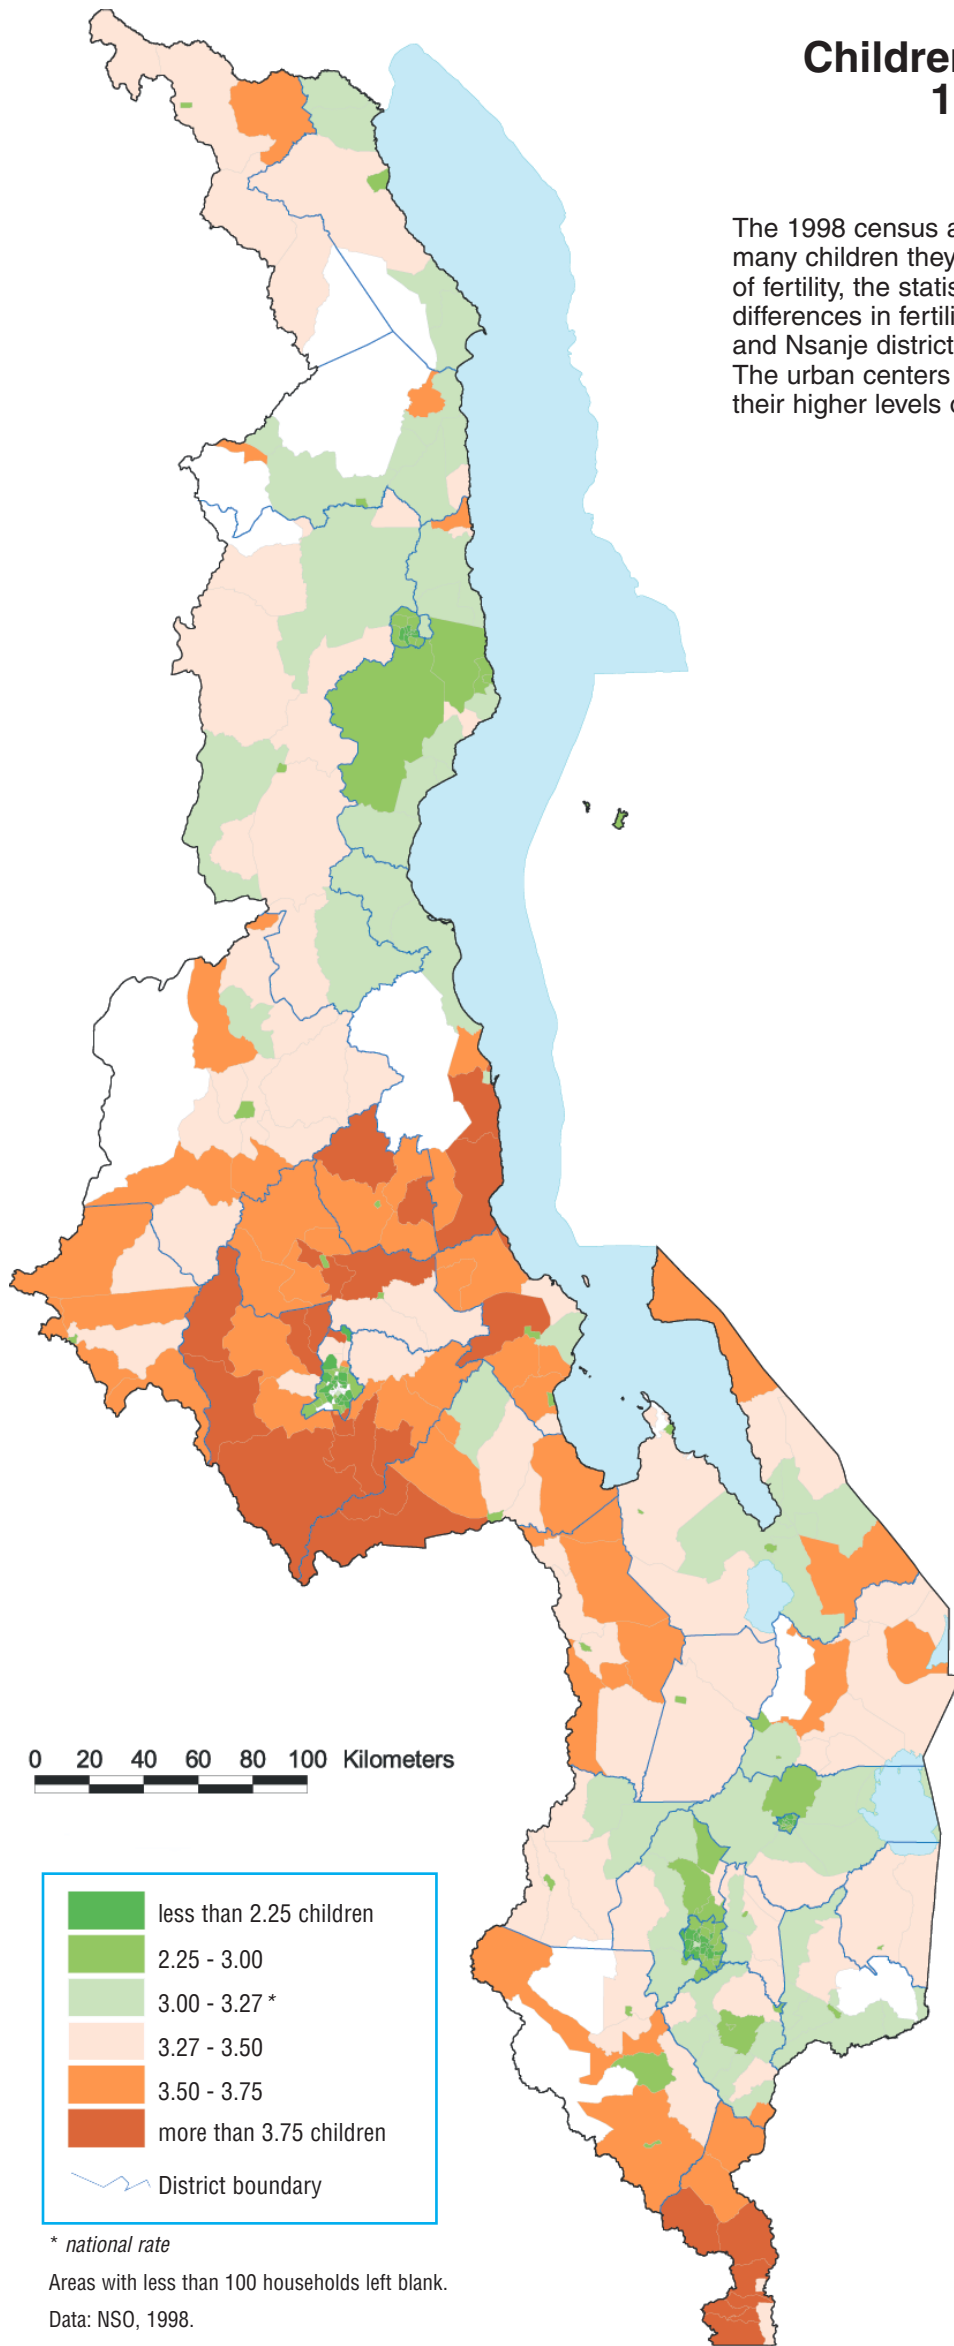 Children
1
The 1998 census a
many children they
of fertility, the statis
differences in fertili
and Nsanje district
The urban centers
their higher levels o
0 20 40 60 80 100 Kilometers
less than 2.25 children
2.25 - 3.00
3.00 - 3.27 *
3.27 - 3.50
3.50 - 3.75
more than 3.75 children
District boundary
* national rate
Areas with less than 100 households left blank.
Data: NSO, 1998.